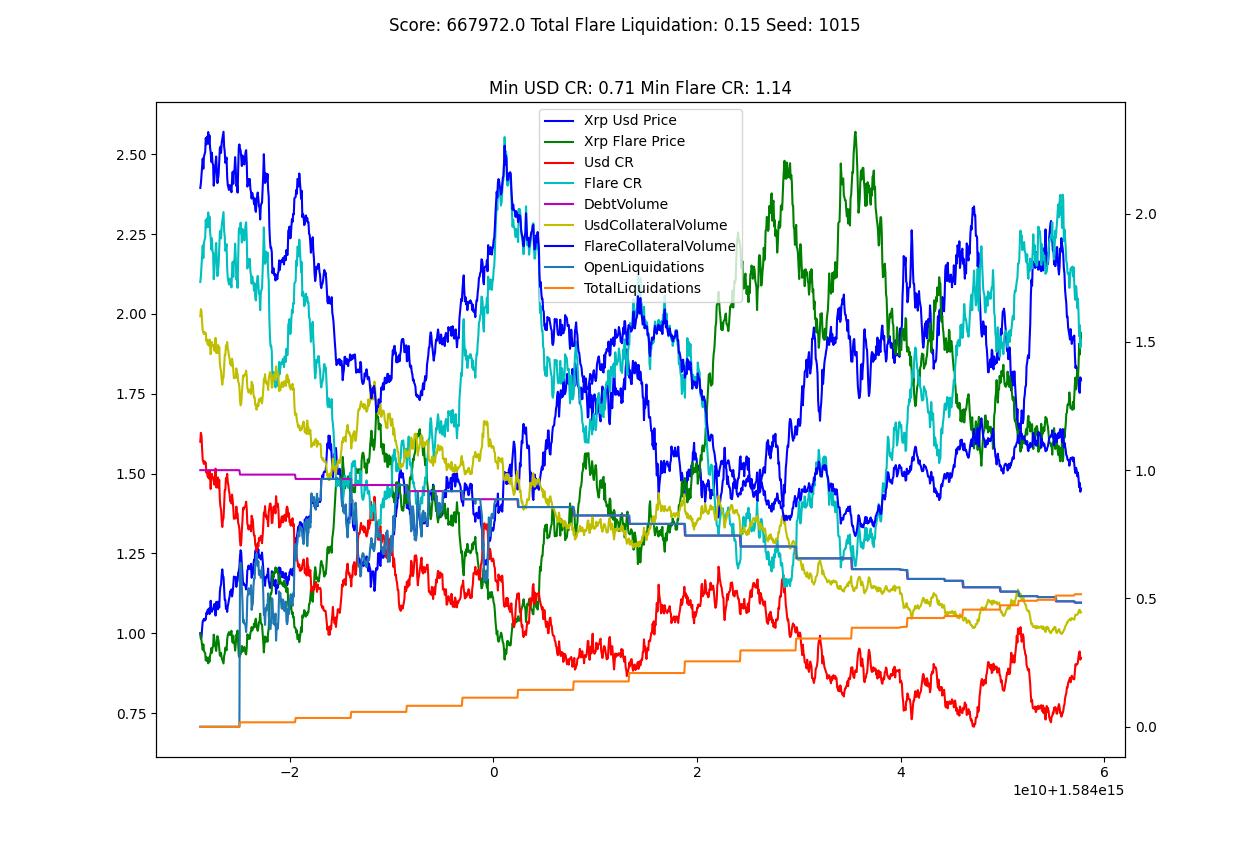 Score: 667972.0 Total Flare Liquidation: 0.15 Seed: 1015
Min USD CR: 0.71 Min Flare CR: 1.14
Xrp Usd Price
Xrp Flare Price
Usd CR
Flare CR
DebtVolume
UsdCollateralVolume
FlareCollateralVolume
OpenLiquidations
TotalLiquidations
2.50
2.25
2.00
1.75
1.50
1.25
1.00
0.75
2.0
1.5
1.0
0.5
0.0
−2 0 2 4 6
1e10+1.584e15